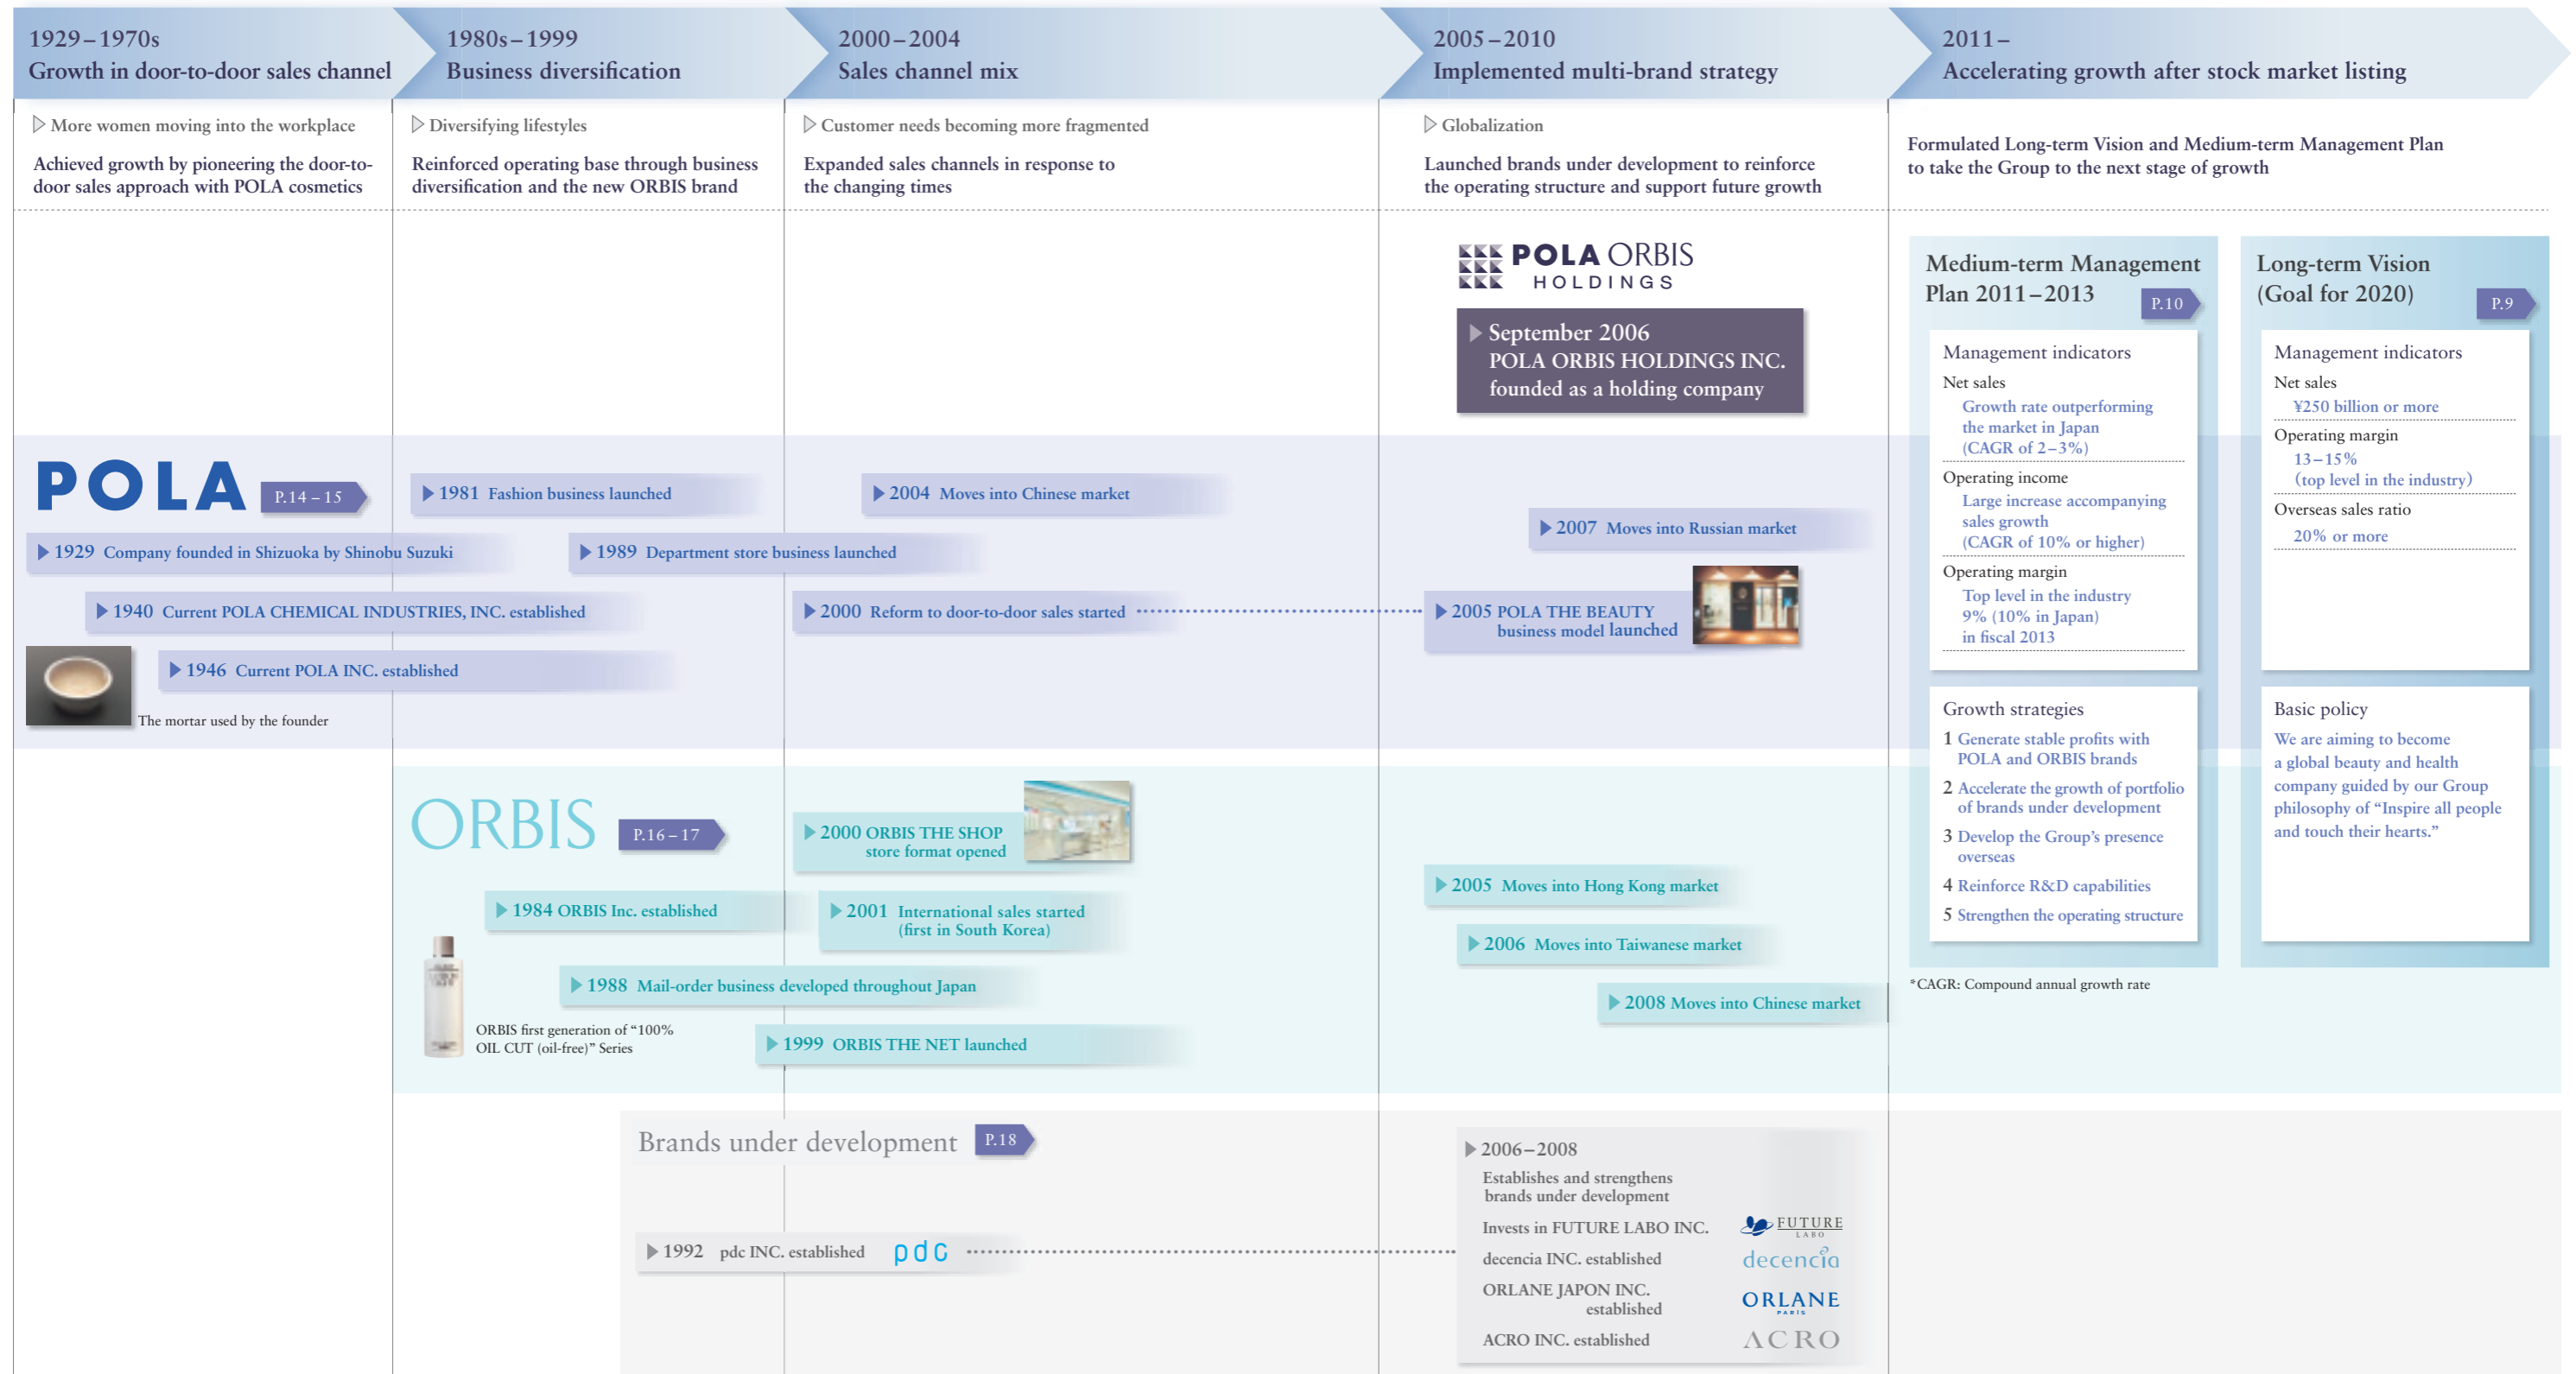 1929–1970s
Growth in door-to-door sales channel
1980s–1999
Business diversification
2000–2004
Sales channel mix
2005–2010
Implemented multi-brand strategy
2011–
Accelerating growth after stock market listing
More women moving into the workplace
Achieved growth by pioneering the door-to-
door sales approach with POLA cosmetics
Diversifying lifestyles
Reinforced operating base through business
diversification and the new ORBIS brand
Customer needs becoming more fragmented
Expanded sales channels in response to
the changing times
Globalization
Launched brands under development to reinforce
the operating structure and support future growth
Formulated Long-term Vision and Medium-term Management Plan
to take the Group to the next stage of growth
POLA ORBIS
HOLDINGS
September 2006
POLA ORBIS HOLDINGS INC.
founded as a holding company
POLA
P.14–15
1929 Company founded in Shizuoka by Shinobu Suzuki
1940 Current POLA CHEMICAL INDUSTRIES, INC. established
1946 Current POLA INC. established
The mortar used by the founder
1981 Fashion business launched
1989 Department store business launched
2004 Moves into Chinese market
2000 Reform to door-to-door sales started
2007 Moves into Russian market
2005 POLA THE BEAUTY
business model launched
ORBIS
P.16–17
1984 ORBIS Inc. established
1988 Mail-order business developed throughout Japan
ORBIS first generation of “100%
OIL CUT (oil-free)” Series
1999 ORBIS THE NET launched
2000 ORBIS THE SHOP
store format opened
2001 International sales started
(first in South Korea)
2005 Moves into Hong Kong market
2006 Moves into Taiwanese market
2008 Moves into Chinese market
Brands under development
P.18
1992 pdc INC. established
pdc
2006–2008
Establishes and strengthens
brands under development
Invests in FUTURE LABO INC.
FUTURE
LABO
decencia INC. established
decencia
ORLANE JAPON INC.
established
ORLANE
PARIS
ACRO INC. established
ACRO
Medium-term Management
Plan 2011–2013
P.10
Management indicators
Net sales
Growth rate outperforming
the market in Japan
(CAGR of 2–3%)
Operating income
Large increase accompanying
sales growth
(CAGR of 10% or higher)
Operating margin
Top level in the industry
9% (10% in Japan)
in fiscal 2013
Growth strategies
1 Generate stable profits with
POLA and ORBIS brands
2 Accelerate the growth of portfolio
of brands under development
3 Develop the Group’s presence
overseas
4 Reinforce R&D capabilities
5 Strengthen the operating structure
*CAGR: Compound annual growth rate
Long-term Vision
(Goal for 2020)
P.9
Management indicators
Net sales
¥250 billion or more
Operating margin
13–15%
(top level in the industry)
Overseas sales ratio
20% or more
Basic policy
We are aiming to become
a global beauty and health
company guided by our Group
philosophy of “Inspire all people
and touch their hearts.”